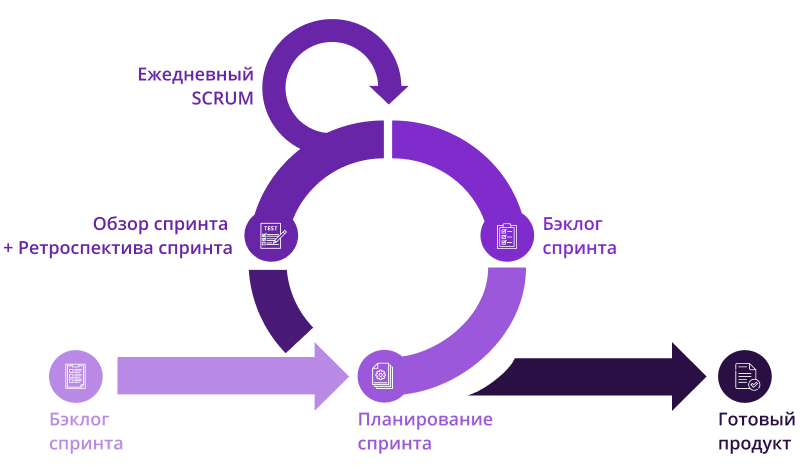 Ежедневный
SCRUM
Обзор спринта
+ Ретроспектива спринта
TEST
Бэклог
спринта
Бэклог
спринта
Планирование
спринта
Готовый
продукт